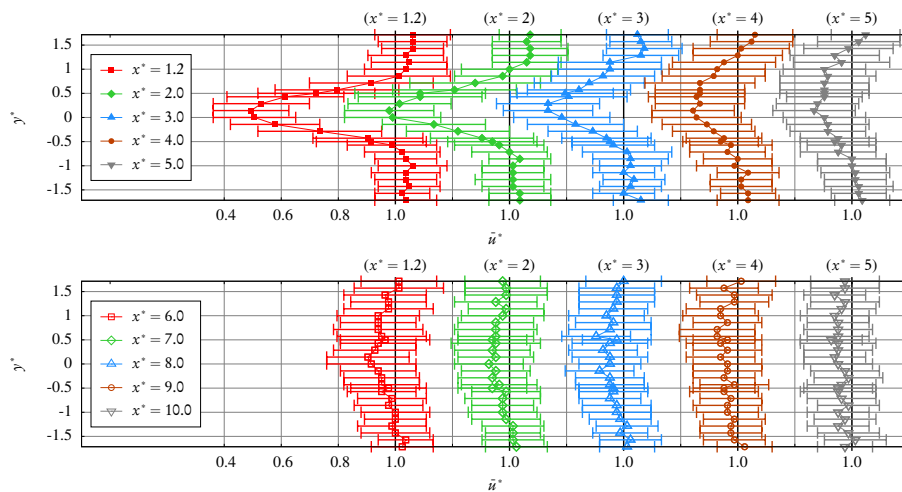 (x* = 1.2) (x* = 2) (x* = 3) (x* = 4) (x* = 5)
1.5
1.0
0.5
0
-0.5
-1
-1.5
y*
x* = 1.2
x* = 2.0
x* = 3.0
x* = 4.0
x* = 5.0
0.4 0.6 0.8 1.0 1.0 1.0 1.0 1.0
ū*
(x* = 1.2) (x* = 2) (x* = 3) (x* = 4) (x* = 5)
1.5
1.0
0.5
0
-0.5
-1
-1.5
y*
x* = 6.0
x* = 7.0
x* = 8.0
x* = 9.0
x* = 10.0
0.4 0.6 0.8 1.0 1.0 1.0 1.0 1.0
ū*